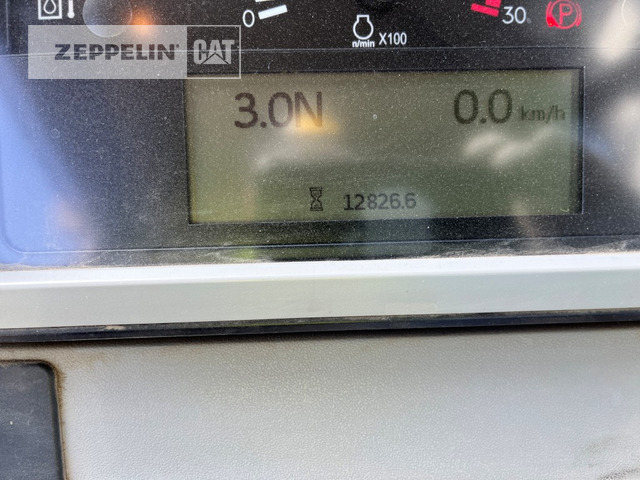 0
30
P
n/min X100
ZEPPELIN CAT
3.0N 0.0 km/h
12826.6